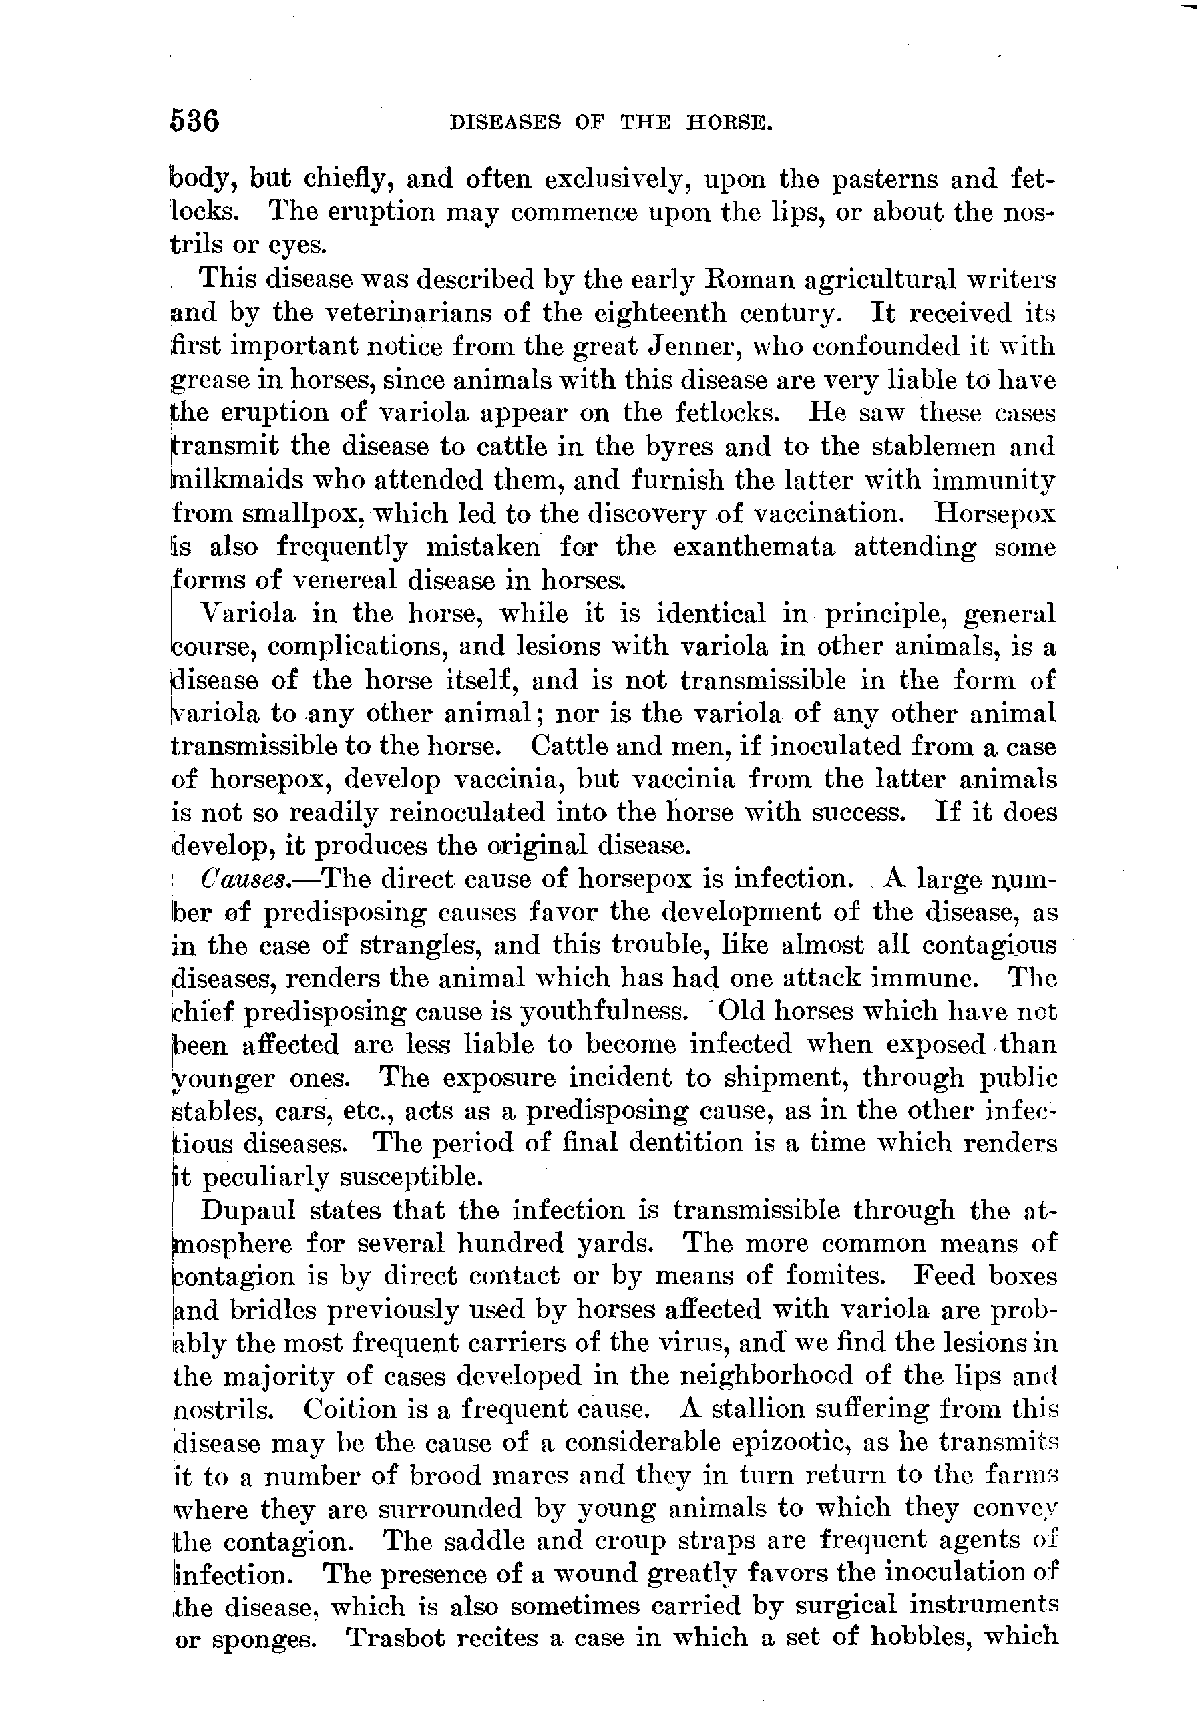 536 DISEASES OF THE HORSE.
body, but chiefly, and often exclusively, upon the pasterns and fet-
locks. The eruption may commence upon the lips, or about the nos-
trils or eyes.
This disease was described by the early Roman agricultural writers
and by the veterinarians of the eighteenth century. It received its
first important notice from the great Jenner, who confounded it with
grease in horses, since animals with this disease are very liable to have
the eruption of variola appear on the fetlocks. He saw these cases
transmit the disease to cattle in the byres and to the stablemen and
milkmaids who attended them, and furnish the latter with immunity
from smallpox, which led to the discovery of vaccination. Horsepox
is also frequently mistaken for the exanthemata attending some
forms of venereal disease in horses.
Variola in the horse, while it is identical in principle, general
course, complications, and lesions with variola in other animals, is a
disease of the horse itself, and is not transmissible in the form of
variola to any other animal; nor is the variola of any other animal
transmissible to the horse. Cattle and men, if inoculated from a case
of horsepox, develop vaccinia, but vaccinia from the latter animals
is not so readily reinoculated into the horse with success. If it does
develop, it produces the original disease.
Causes.—The direct cause of horsepox is infection. A large num-
ber of predisposing causes favor the development of the disease, as
in the case of strangles, and this trouble, like almost all contagious
diseases, renders the animal which has had one attack immune. The
chief predisposing cause is youthfulness. Old horses which have not
been affected are less liable to become infected when exposed than
younger ones. The exposure incident to shipment, through public
stables, cars, etc., acts as a predisposing cause, as in the other infec-
tious diseases. The period of final dentition is a time which renders
it peculiarly susceptible.
Dupaul states that the infection is transmissible through the at-
mosphere for several hundred yards. The more common means of
contagion is by direct contact or by means of fomites. Feed boxes
and bridles previously used by horses affected with variola are prob-
ably the most frequent carriers of the virus, and we find the lesions in
the majority of cases developed in the neighborhood of the lips and
nostrils. Coition is a frequent cause. A stallion suffering from this
disease may be the cause of a considerable epizootic, as he transmits
it to a number of brood mares and they in turn return to the farms
where they are surrounded by young animals to which they convey
the contagion. The saddle and croup straps are frequent agents of
infection. The presence of a wound greatly favors the inoculation of
the disease, which is also sometimes carried by surgical instruments
or sponges. Trasbot recites a case in which a set of hobbles, which